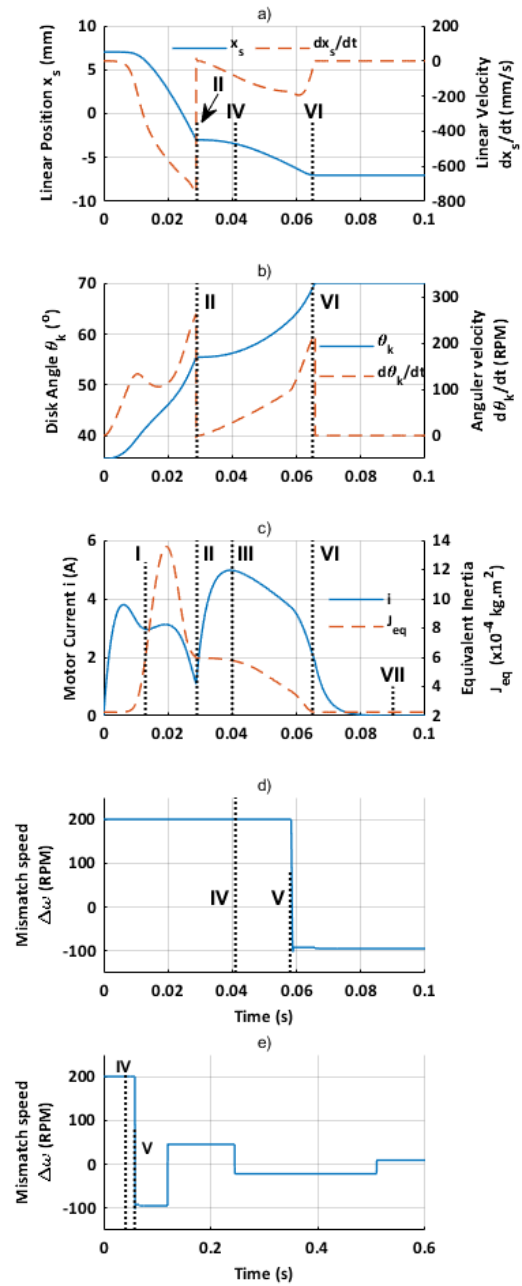 a)
x_s dx_s/dt
10
5
0
-5
-10
Linear Position x_s (mm)
200
0
-200
-400
-600
-800
Linear Velocity
dx_s/dt (mm/s)
II IV VI
0 0.02 0.04 0.06 0.08 0.1
b)
70
60
50
40
Disk Angle θ_k (°)
300
200
100
0
Anguler velocity
dθ_k/dt (RPM)
II VI
θ_k
dθ_k/dt
0 0.02 0.04 0.06 0.08 0.1
c)
6
4
2
0
Motor Current i (A)
14
12
10
8
6
4
2
Equivalent Inertia
J_eq (x10⁻⁴ kg.m²)
I II III VI
i
J_eq
VII
0 0.02 0.04 0.06 0.08 0.1
d)
200
100
0
-100
Mismatch speed
Δω (RPM)
IV V
0 0.02 0.04 0.06 0.08 0.1
Time (s)
e)
200
100
0
-100
Mismatch speed
Δω (RPM)
IV
V
0 0.2 0.4 0.6
Time (s)